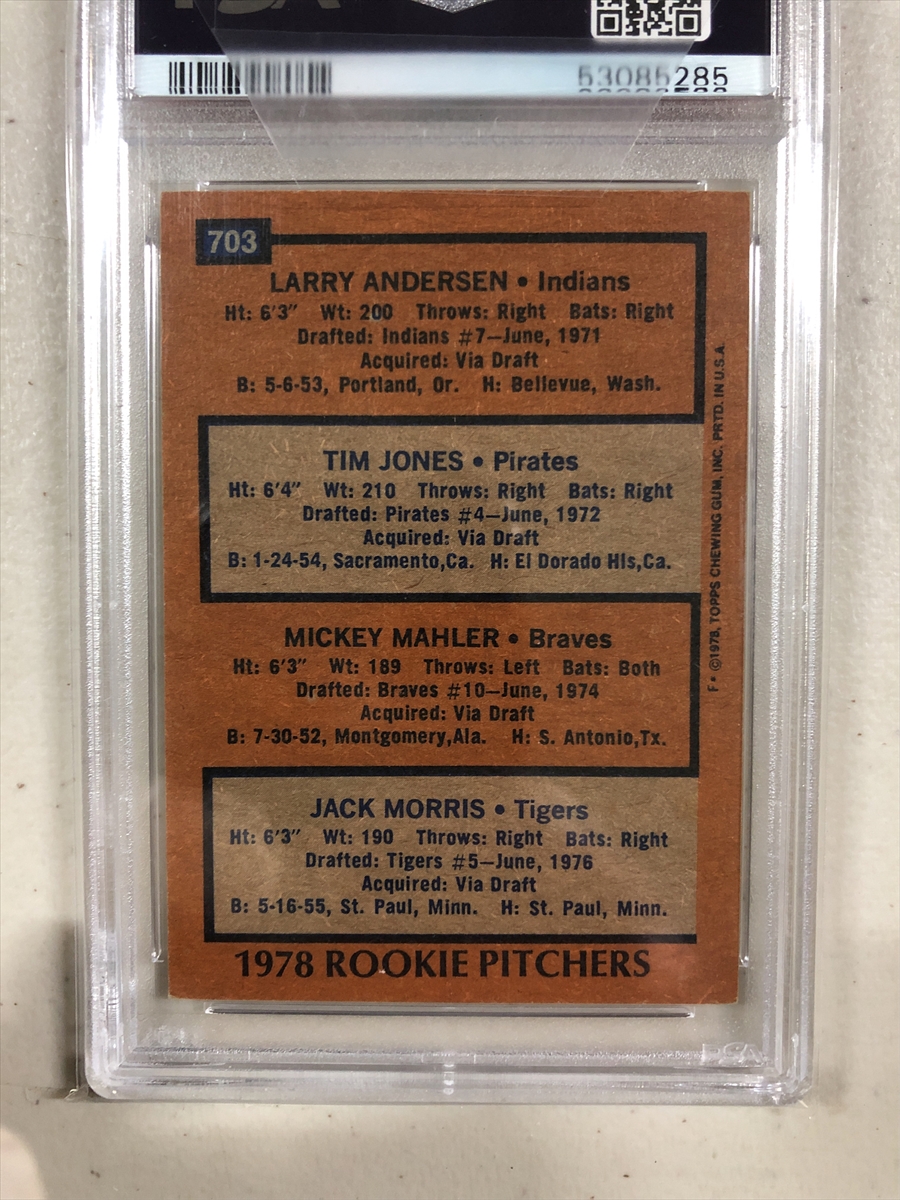 PSA
53085285
703
LARRY ANDERSEN • Indians
Ht: 6'3" Wt: 200 Throws: Right Bats: Right
Drafted: Indians #7—June, 1971
Acquired: Via Draft
B: 5-6-53, Portland, Or. H: Bellevue, Wash.
TIM JONES • Pirates
Ht: 6'4" Wt: 210 Throws: Right Bats: Right
Drafted: Pirates #4—June, 1972
Acquired: Via Draft
B: 1-24-54, Sacramento,Ca. H: El Dorado Hls,Ca.
MICKEY MAHLER • Braves
Ht: 6'3" Wt: 189 Throws: Left Bats: Both
Drafted: Braves #10—June, 1974
Acquired: Via Draft
B: 7-30-52, Montgomery,Ala. H: S. Antonio,Tx.
JACK MORRIS • Tigers
Ht: 6'3" Wt: 190 Throws: Right Bats: Right
Drafted: Tigers #5—June, 1976
Acquired: Via Draft
B: 5-16-55, St. Paul, Minn. H: St. Paul, Minn.
1978 ROOKIE PITCHERS
F* ©1978, TOPPS CHEWING GUM, INC. PRTD. IN U.S.A.
PSA